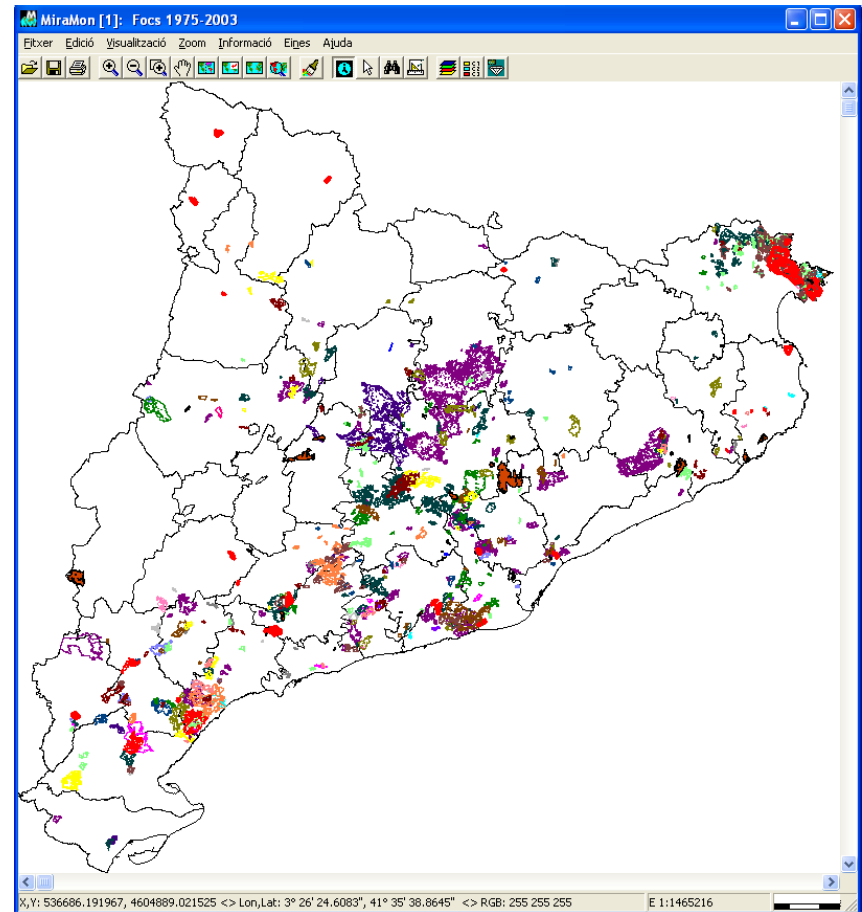 MiraMon [1]: Focs 1975-2003
Fitxer Edició Visualització Zoom Informació Eines Ajuda
X,Y: 536686.191967, 4604889.021525 <> Lon,Lat: 3° 26' 24.6083", 41° 35' 38.8645" <> RGB: 255 255 255 E 1:1465216